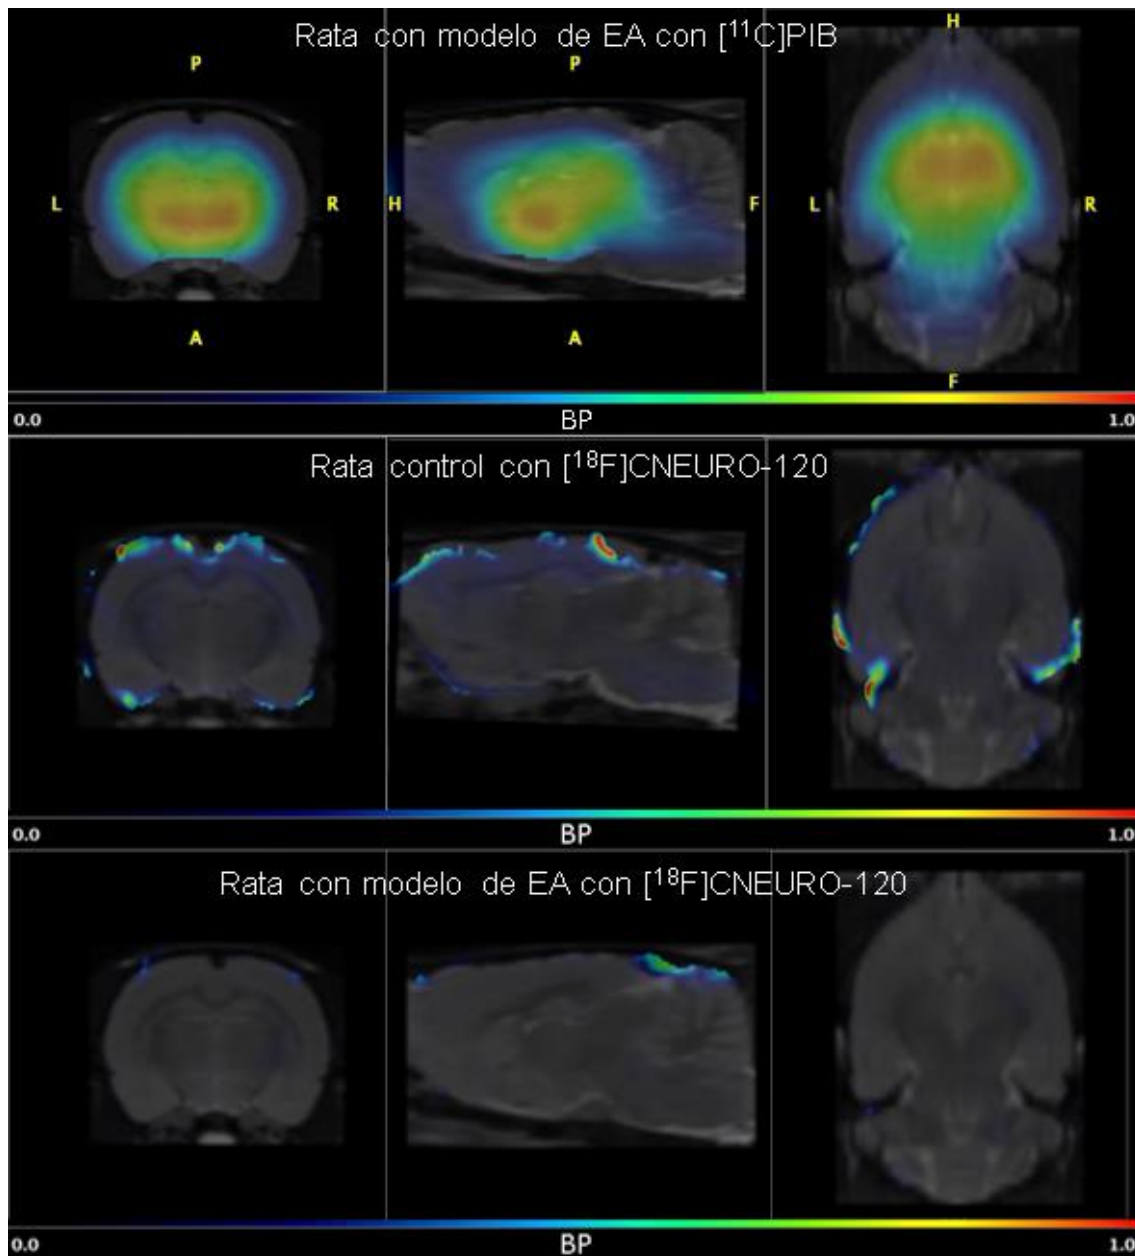 Rata con modelo de EA con [¹¹C]PIB
H
P
P
L
R
H
F
L
R
A
A
F
0.0
BP
1.0
Rata control con [¹⁸F]CNEURO-120
0.0
BP
1.0
Rata con modelo de EA con [¹⁸F]CNEURO-120
0.0
BP
1.0